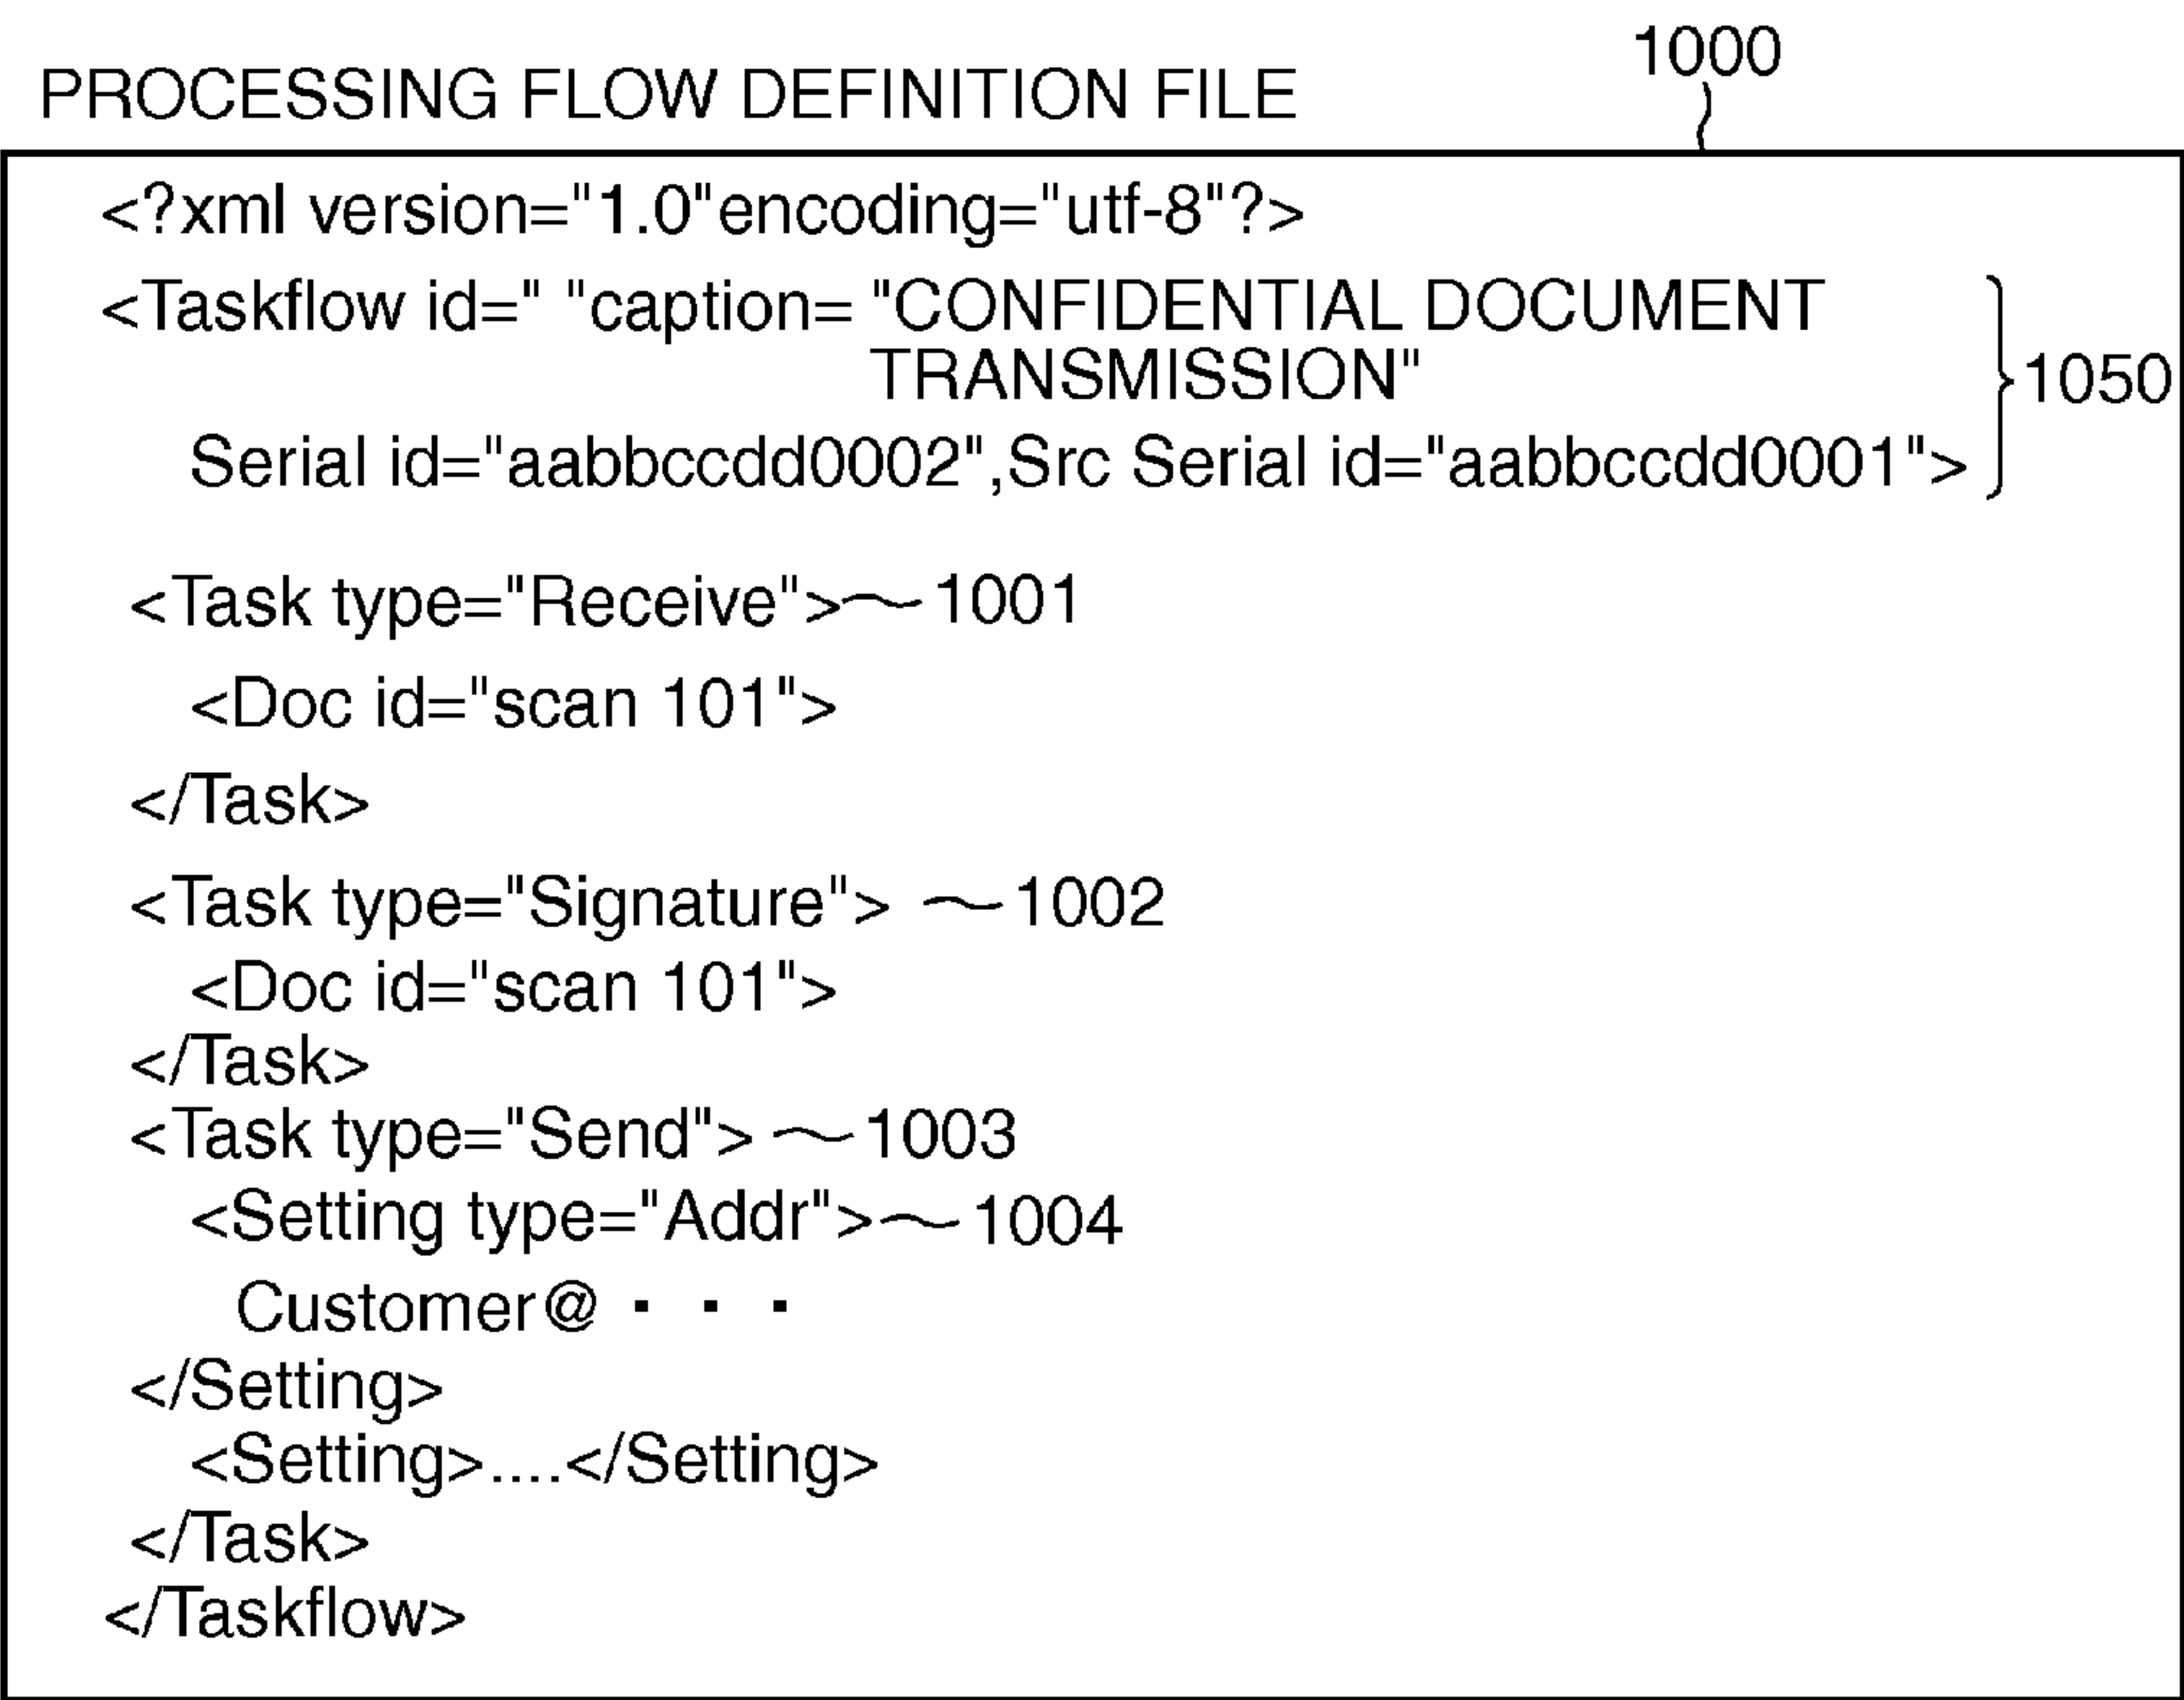 1000
PROCESSING FLOW DEFINITION FILE
<?xml version="1.0"encoding="utf-8"?>
<Taskflow id=" "caption= "CONFIDENTIAL DOCUMENT
TRANSMISSION"
1050
Serial id="aabbccdd0002",Src Serial id="aabbccdd0001">
<Task type="Receive">~1001
<Doc id="scan 101">
</Task>
<Task type="Signature"> ~1002
<Doc id="scan 101">
</Task>
<Task type="Send"> ~1003
<Setting type="Addr">~1004
Customer@ · · ·
</Setting>
<Setting>....</Setting>
</Task>
</Taskflow>